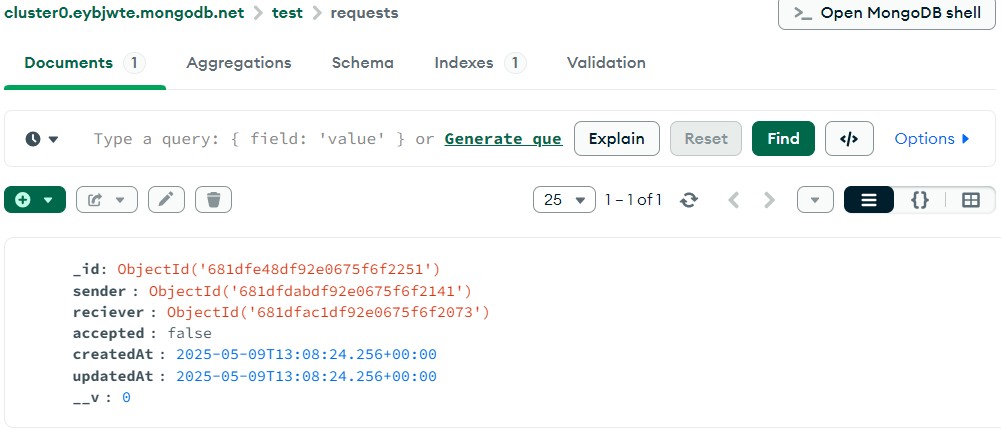 cluster0.eybjwte.mongodb.net > test > requests
>_ Open MongoDB shell
Documents 1 Aggregations Schema Indexes 1 Validation
Type a query: { field: 'value' } or Generate que Explain Reset Find </> Options
25 1 – 1 of 1 {}
_id: ObjectId('681dfe48df92e0675f6f2251')
sender : ObjectId('681dfdabdf92e0675f6f2141')
reciever : ObjectId('681dfac1df92e0675f6f2073')
accepted : false
createdAt : 2025-05-09T13:08:24.256+00:00
updatedAt : 2025-05-09T13:08:24.256+00:00
__v : 0